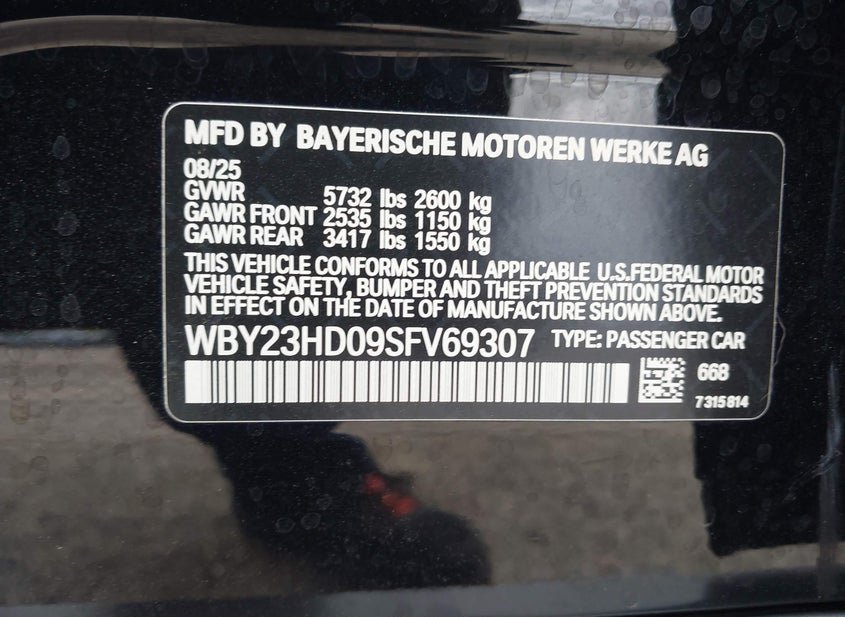 MFD BY BAYERISCHE MOTOREN WERKE AG
08/25
GVWR 5732 lbs 2600 kg
GAWR FRONT 2535 lbs 1150 kg
GAWR REAR 3417 lbs 1550 kg
THIS VEHICLE CONFORMS TO ALL APPLICABLE U.S.FEDERAL MOTOR
VEHICLE SAFETY, BUMPER AND THEFT PREVENTION STANDARDS
IN EFFECT ON THE DATE OF MANUFACTURE SHOWN ABOVE.
WBY23HD09SFV69307 TYPE: PASSENGER CAR
668
7315814